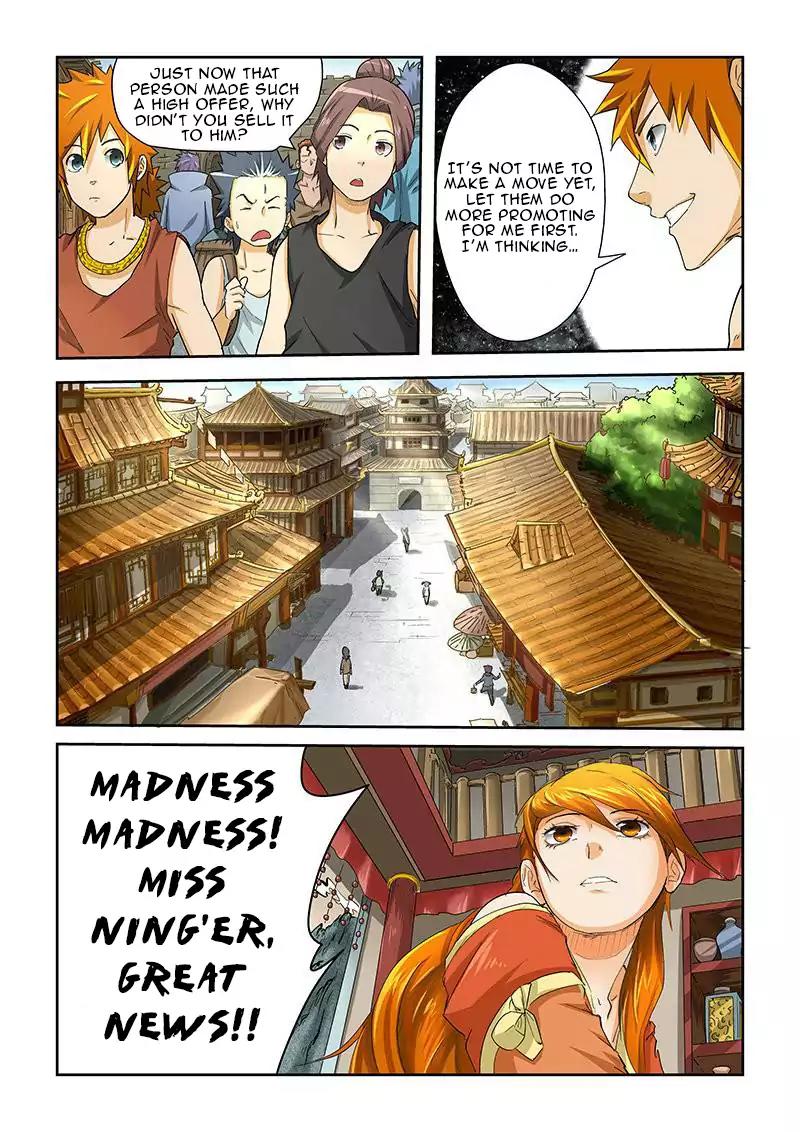 JUST NOW THAT
PERSON MADE SUCH
A HIGH OFFER, WHY
DIDN'T YOU SELL IT
TO HIM?
IT'S NOT TIME TO
MAKE A MOVE YET,
LET THEM DO
MORE PROMOTING
FOR ME FIRST.
I'M THINKING...
MADNESS
MADNESS!
MISS
NING'ER,
GREAT
NEWS!!